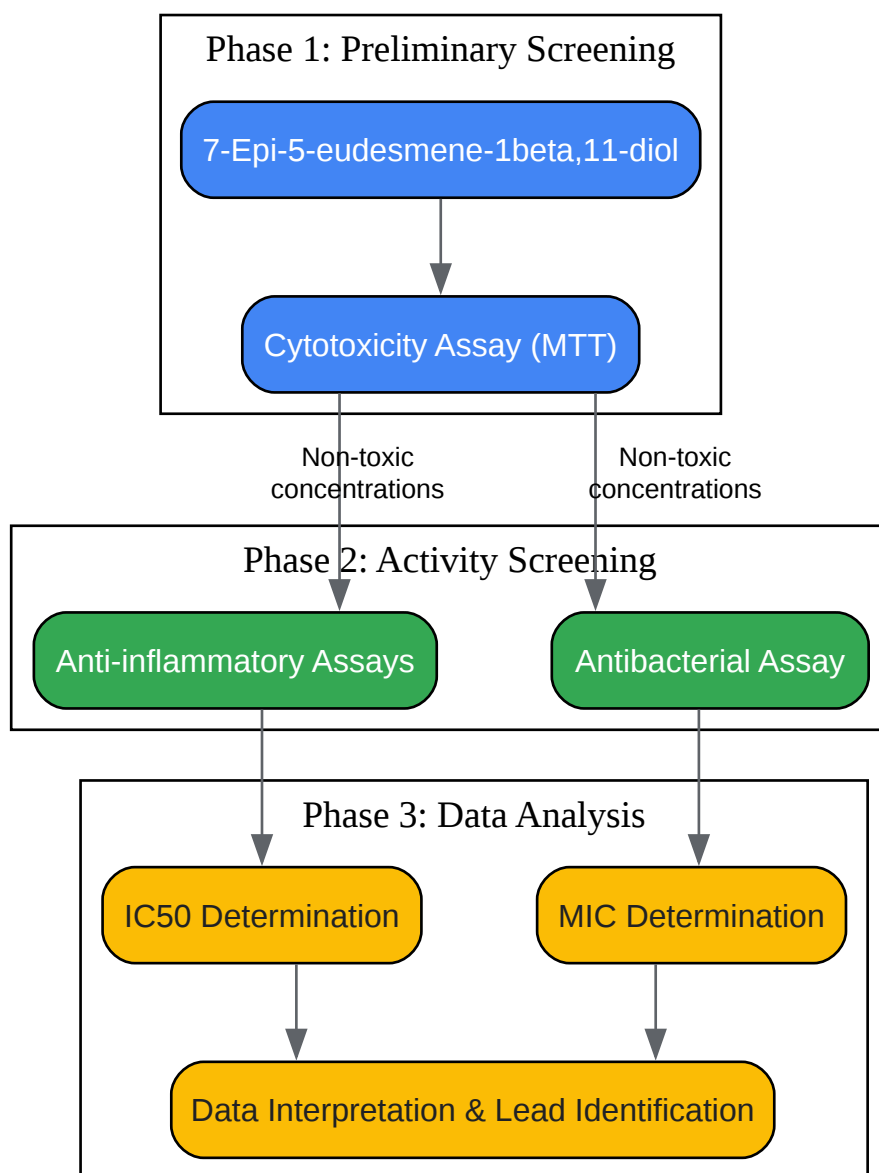 Phase 1: Preliminary Screening
7-Epi-5-eudesmene-1beta,11-diol
Cytotoxicity Assay (MTT)
Non-toxic
concentrations
Non-toxic
concentrations
Phase 2: Activity Screening
Anti-inflammatory Assays
Antibacterial Assay
Phase 3: Data Analysis
IC50 Determination
MIC Determination
Data Interpretation & Lead Identification